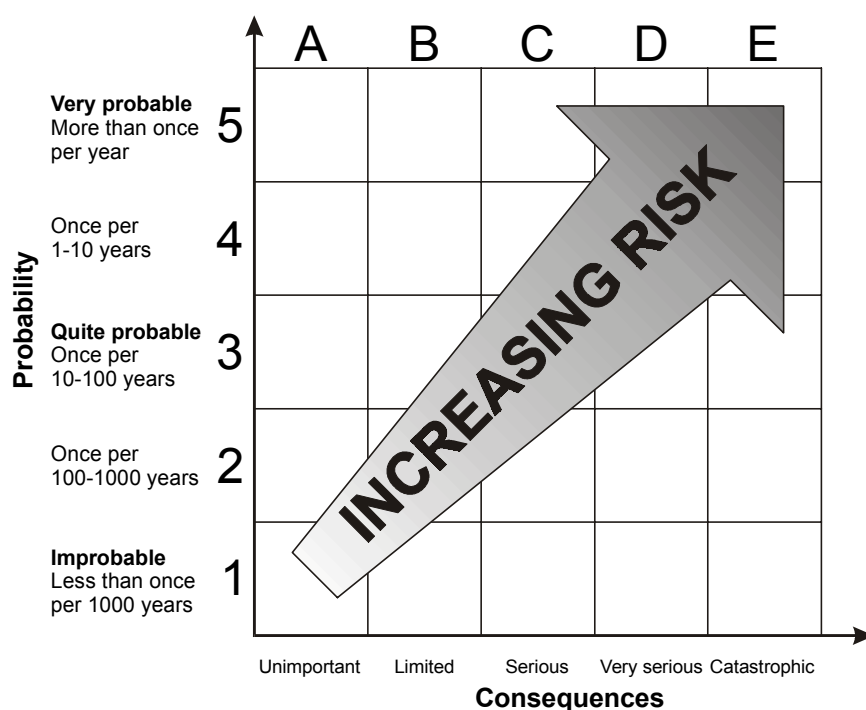 A B C D E
Very probable
More than once
per year
5
Once per
1-10 years
4
Quite probable
Once per
10-100 years
3
Once per
100-1000 years
2
Improbable
Less than once
per 1000 years
1
Probability
INCREASING RISK
Unimportant Limited Serious Very serious Catastrophic
Consequences